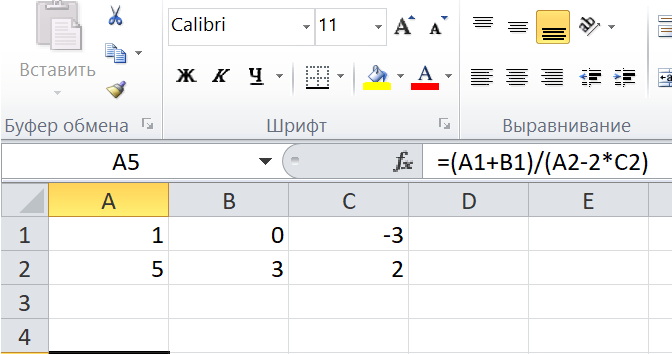 Calibri 11 A A
Вставить
Ж К Ч A
Буфер обмена Шрифт Выравнивание
A5 fx =(A1+B1)/(A2-2*C2)
A B C D E
1 1 0 -3
2 5 3 2
3
4